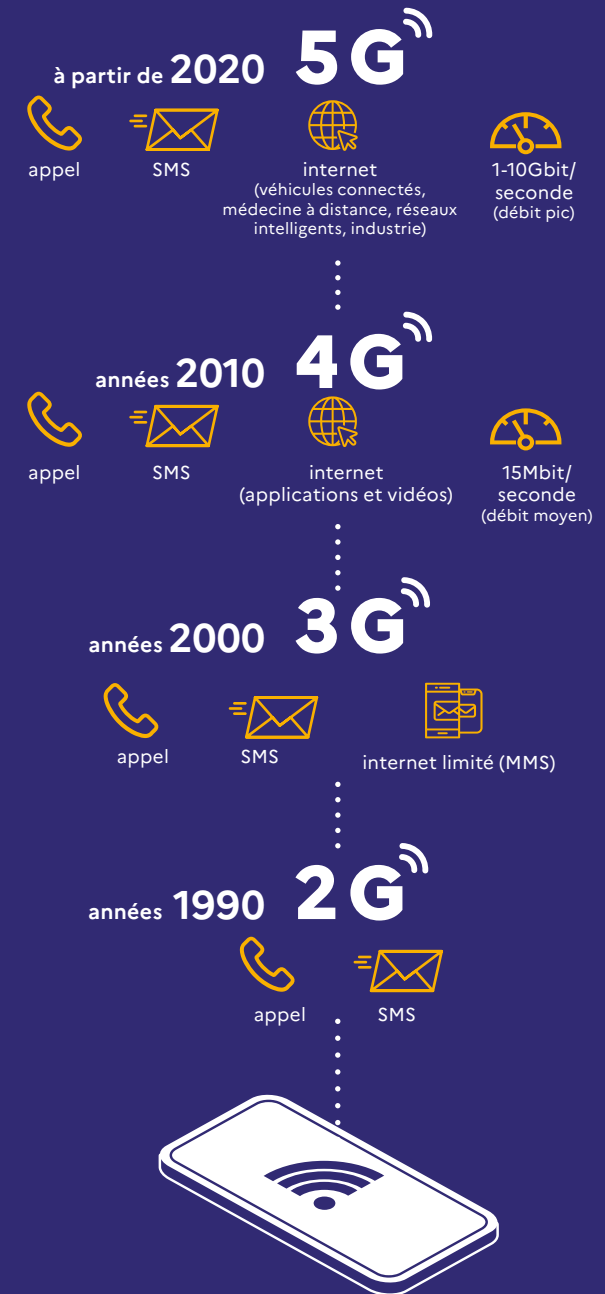 à partir de 2020 5G
appel
SMS
internet
(véhicules connectés,
médecine à distance, réseaux
intelligents, industrie)
1-10Gbit/
seconde
(débit pic)
années 2010 4G
appel
SMS
internet
(applications et vidéos)
15Mbit/
seconde
(débit moyen)
années 2000 3G
appel
SMS
internet limité (MMS)
années 1990 2G
appel
SMS